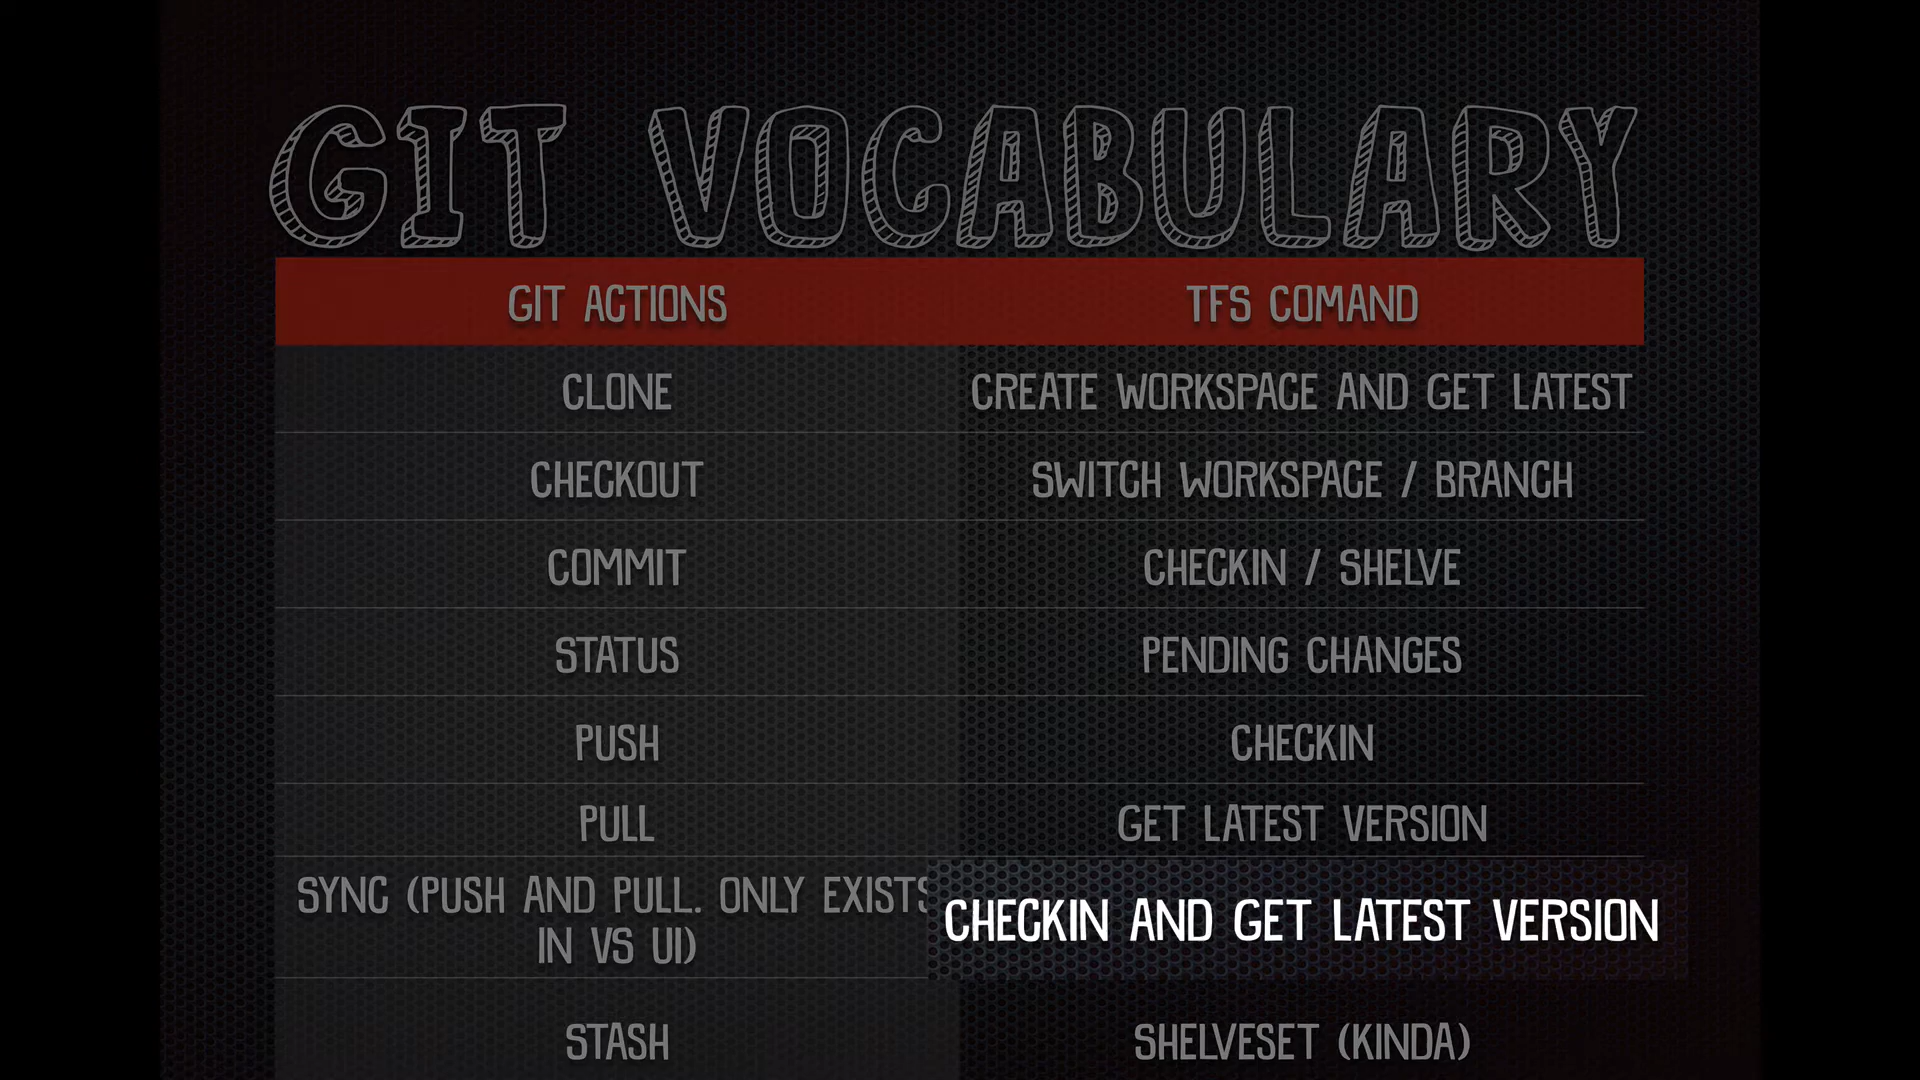 GIT VOCABULARY
GIT ACTIONS TFS COMAND
CLONE CREATE WORKSPACE AND GET LATEST
CHECKOUT SWITCH WORKSPACE / BRANCH
COMMIT CHECKIN / SHELVE
STATUS PENDING CHANGES
PUSH CHECKIN
PULL GET LATEST VERSION
SYNC (PUSH AND PULL. ONLY EXISTS
IN VS UI)
CHECKIN AND GET LATEST VERSION
STASH SHELVESET (KINDA)